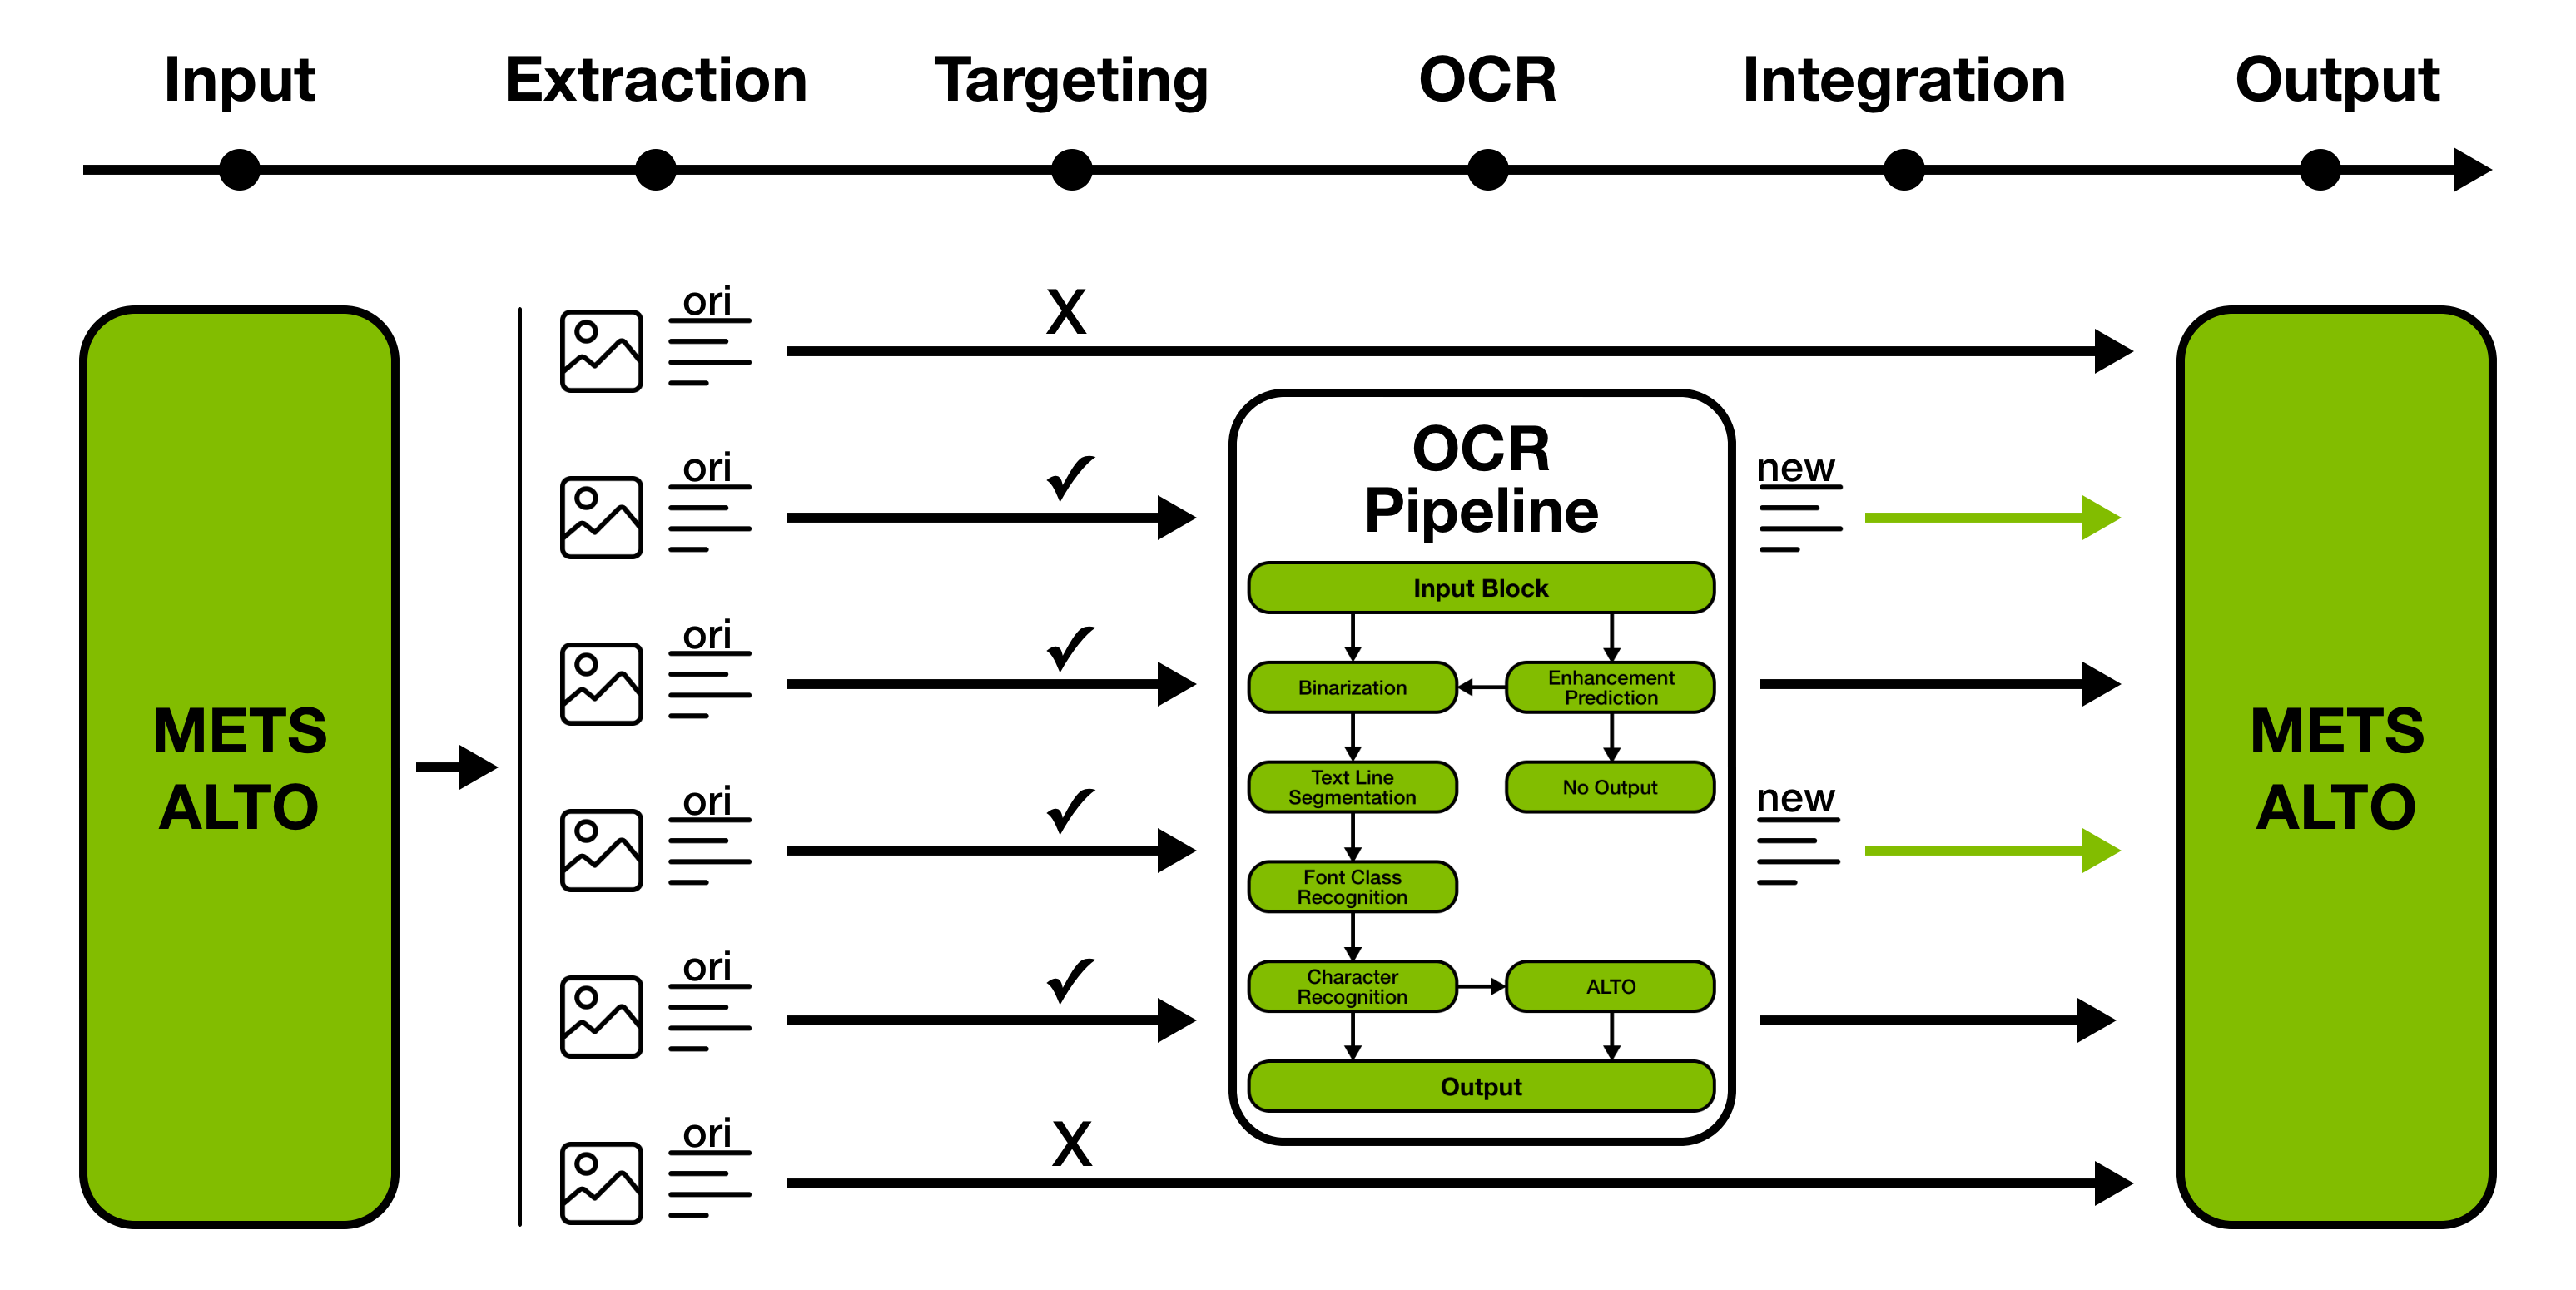 Input
Extraction
Targeting
OCR
Integration
Output
METS
ALTO
ori
X
ori
ori
ori
ori
ori
X
OCR
Pipeline
Input Block
Binarization
Enhancement
Prediction
Text Line
Segmentation
No Output
Font Class
Recognition
Character
Recognition
ALTO
Output
new
new
METS
ALTO